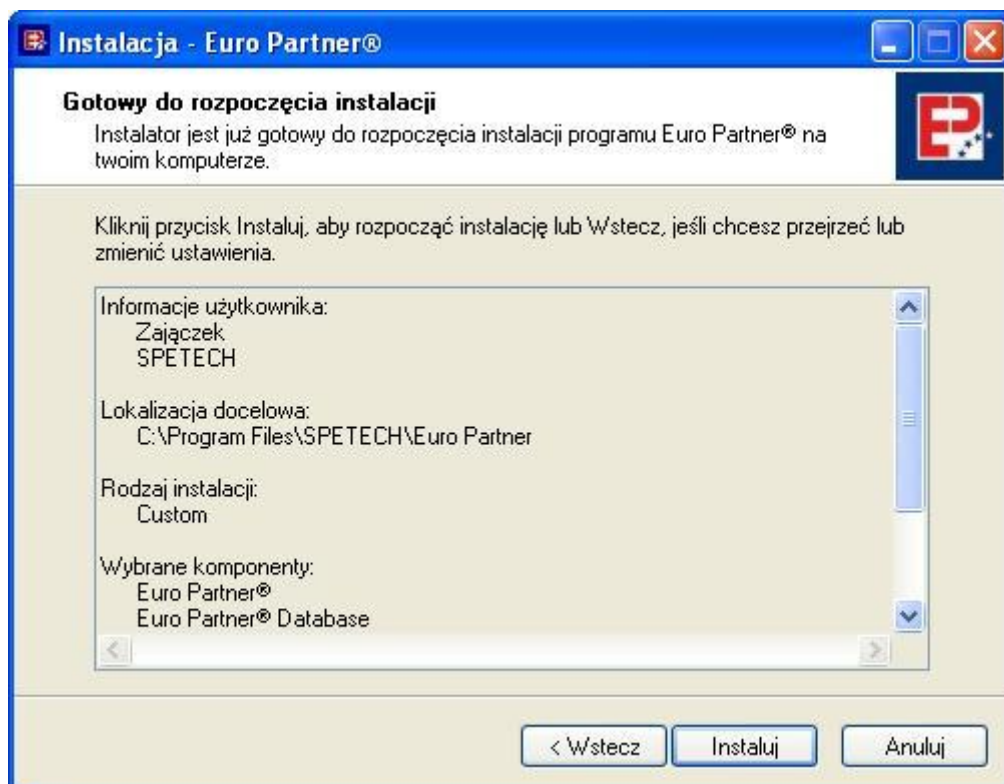 Instalacja - Euro Partner®
Gotowy do rozpoczęcia instalacji
Instalator jest już gotowy do rozpoczęcia instalacji programu Euro Partner® na
twoim komputerze.
EP
Kliknij przycisk Instaluj, aby rozpocząć instalację lub Wstecz, jeśli chcesz przejrzeć lub
zmienić ustawienia.
Informacje użytkownika:
Zajączek
SPETECH
Lokalizacja docelowa:
C:\Program Files\SPETECH\Euro Partner
Rodzaj instalacji:
Custom
Wybrane komponenty:
Euro Partner®
Euro Partner® Database
< Wstecz
Instaluj
Anuluj